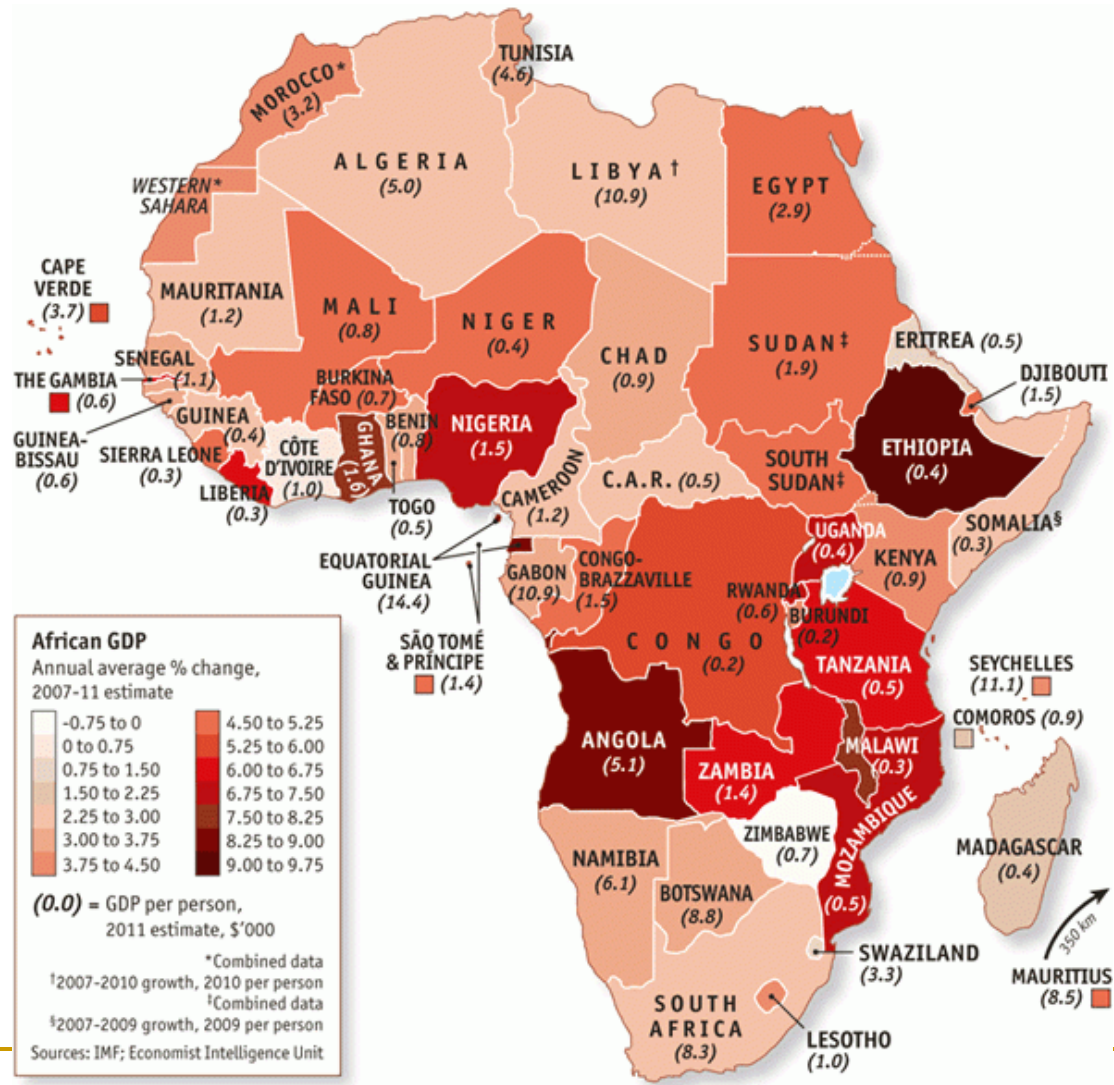 TUNISIA
(4.6)
MOROCCO*
(3.2)
ALGERIA
(5.0)
LIBYA†
(10.9)
EGYPT
(2.9)
WESTERN*
SAHARA
CAPE
VERDE
(3.7)
MAURITANIA
(1.2)
MALI
(0.8)
NIGER
(0.4)
CHAD
(0.9)
SUDAN‡
(1.9)
ERITREA (0.5)
DJIBOUTI
(1.5)
SENEGAL
(1.1)
THE GAMBIA
(0.6)
BURKINA
FASO (0.7)
GUINEA
(0.4)
GUINEA-
BISSAU
(0.6)
SIERRA LEONE
(0.3)
LIBERIA
(0.3)
CÔTE
D'IVOIRE
(1.0)
GHANA
(1.6)
BENIN
(0.8)
TOGO
(0.5)
NIGERIA
(1.5)
CAMEROON
(1.2)
C.A.R. (0.5)
SOUTH
SUDAN‡
ETHIOPIA
(0.4)
SOMALIA§
(0.3)
EQUATORIAL
GUINEA
(14.4)
GABON
(10.9)
CONGO-
BRAZZAVILLE
(1.5)
UGANDA
(0.4)
KENYA
(0.9)
RWANDA
(0.6)
BURUNDI
(0.2)
SÃO TOMÉ
& PRÍNCIPE
(1.4)
CONGO
(0.2)
TANZANIA
(0.5)
SEYCHELLES
(11.1)
COMOROS (0.9)
ANGOLA
(5.1)
ZAMBIA
(1.4)
MALAWI
(0.3)
MOZAMBIQUE
(0.5)
ZIMBABWE
(0.7)
MADAGASCAR
(0.4)
NAMIBIA
(6.1)
BOTSWANA
(8.8)
350 km
MAURITIUS
(8.5)
SWAZILAND
(3.3)
SOUTH
AFRICA
(8.3)
LESOTHO
(1.0)
African GDP
Annual average % change,
2007-11 estimate
-0.75 to 0
0 to 0.75
0.75 to 1.50
1.50 to 2.25
2.25 to 3.00
3.00 to 3.75
3.75 to 4.50
4.50 to 5.25
5.25 to 6.00
6.00 to 6.75
6.75 to 7.50
7.50 to 8.25
8.25 to 9.00
9.00 to 9.75
(0.0) = GDP per person,
2011 estimate, $'000
*Combined data
†2007-2010 growth, 2010 per person
‡Combined data
§2007-2009 growth, 2009 per person
Sources: IMF; Economist Intelligence Unit